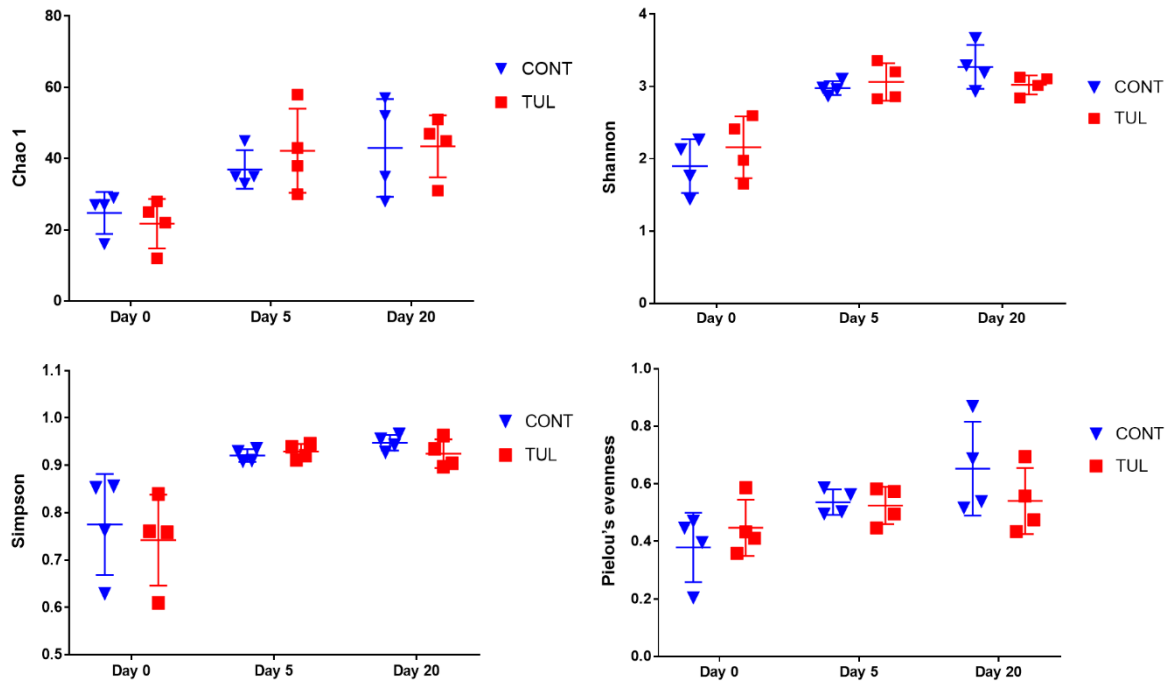 Chao 1
80
60
40
20
0
Day 0 Day 5 Day 20
CONT
TUL
Shannon
4
3
2
1
0
Day 0 Day 5 Day 20
CONT
TUL
Simpson
1.1
1.0
0.9
0.8
0.7
0.6
0.5
Day 0 Day 5 Day 20
CONT
TUL
Pielou's evenness
1.0
0.8
0.6
0.4
0.2
0.0
Day 0 Day 5 Day 20
CONT
TUL